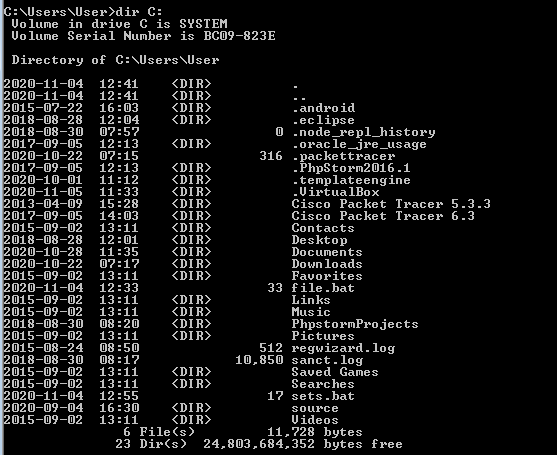 C:\Users\User>dir C:
 Volume in drive C is SYSTEM
 Volume Serial Number is BC09-823E

 Directory of C:\Users\User

2020-11-04  12:41    <DIR>          .
2020-11-04  12:41    <DIR>          ..
2015-07-22  16:03    <DIR>          .android
2018-08-28  12:04    <DIR>          .eclipse
2018-08-30  07:57                 0 .node_repl_history
2017-09-05  12:13    <DIR>          .oracle_jre_usage
2020-10-22  07:15               316 .packettracer
2017-09-05  12:13    <DIR>          .PhpStorm2016.1
2020-10-01  11:12    <DIR>          .templateengine
2020-11-05  11:33    <DIR>          .VirtualBox
2013-04-09  15:28    <DIR>          Cisco Packet Tracer 5.3.3
2017-09-05  14:03    <DIR>          Cisco Packet Tracer 6.3
2015-09-02  13:11    <DIR>          Contacts
2018-08-28  12:01    <DIR>          Desktop
2020-10-28  11:35    <DIR>          Documents
2020-10-22  07:17    <DIR>          Downloads
2015-09-02  13:11    <DIR>          Favorites
2020-11-04  12:33                33 file.bat
2015-09-02  13:11    <DIR>          Links
2015-09-02  13:11    <DIR>          Music
2018-08-30  08:20    <DIR>          PhpstormProjects
2015-09-02  13:11    <DIR>          Pictures
2015-08-24  08:50               512 regwizard.log
2018-08-30  08:17            10,850 sanct.log
2015-09-02  13:11    <DIR>          Saved Games
2015-09-02  13:11    <DIR>          Searches
2020-11-04  12:55                17 sets.bat
2020-09-04  16:30    <DIR>          source
2015-09-02  13:11    <DIR>          Videos
               6 File(s)         11,728 bytes
              23 Dir(s)  24,803,684,352 bytes free